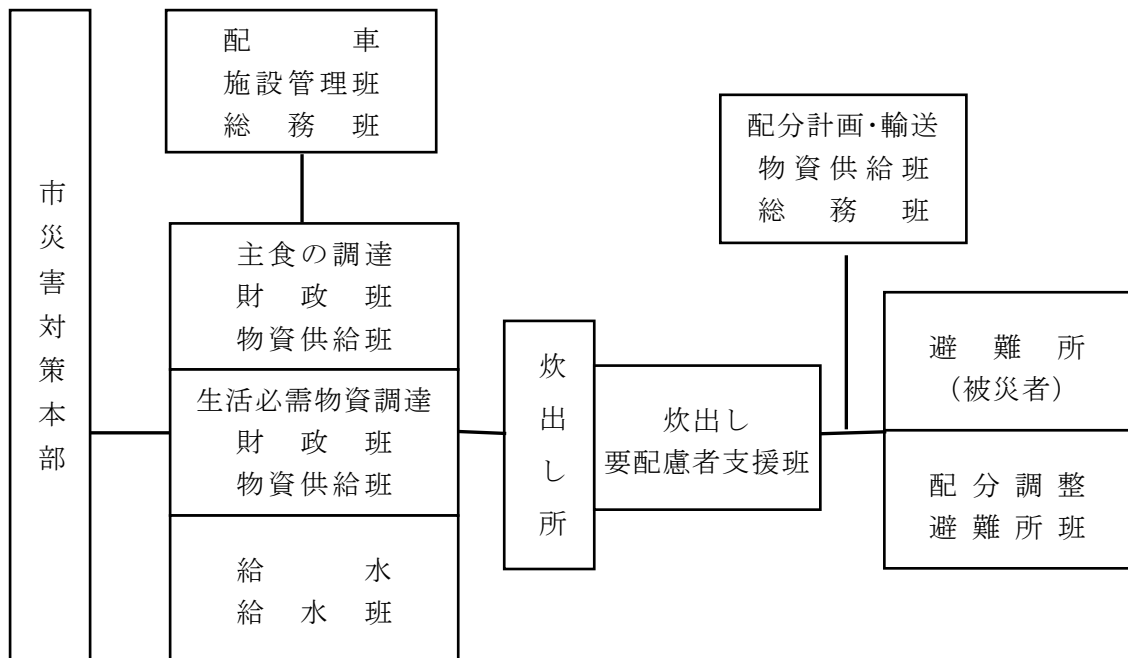 市災害対策本部
配車
施設管理班
総務班
主食の調達
財政班
物資供給班
生活必需物資調達
財政班
物資供給班
給水
給水班
炊出し所
炊出し
要配慮者支援班
配分計画・輸送
物資供給班
総務班
避難所
（被災者）
配分調整
避難所班